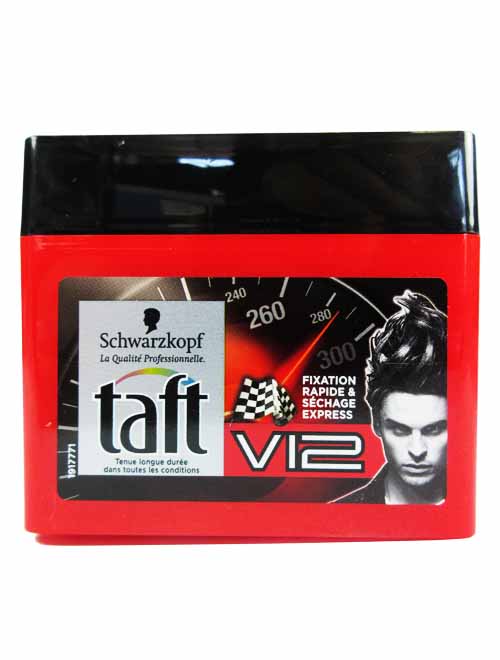 Schwarzkopf
La Qualité Professionnelle.
taft
Tenue longue durée
dans toutes les conditions
1917771
240
260
280
300
FIXATION
RAPIDE &
SÉCHAGE
EXPRESS
V12